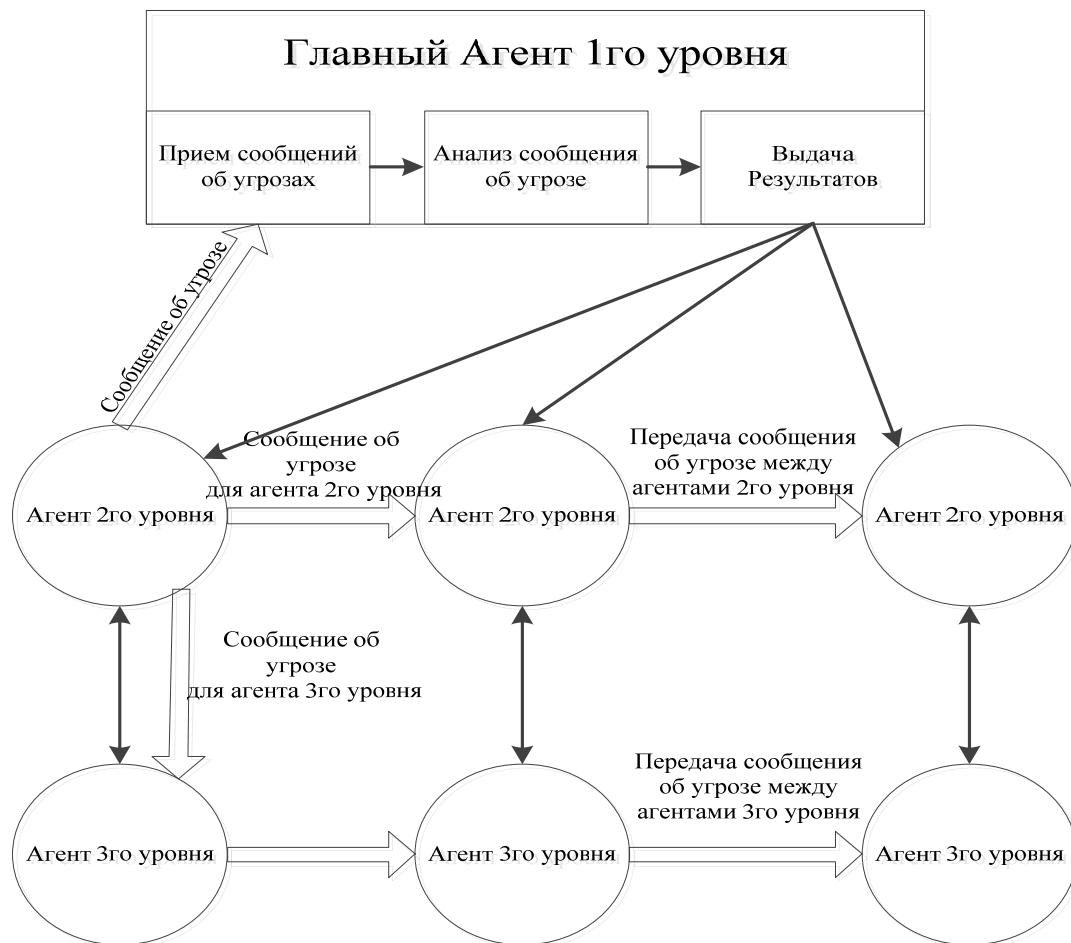 Главный Агент 1го уровня
Прием сообщений
об угрозах
Анализ сообщения
об угрозе
Выдача
Результатов
Сообщение об угрозе
Сообщение об
угрозе
для агента 2го уровня
Передача сообщения
об угрозе между
агентами 2го уровня
Агент 2го уровня
Агент 2го уровня
Агент 2го уровня
Сообщение об
угрозе
для агента 3го уровня
Передача сообщения
об угрозе между
агентами 3го уровня
Агент 3го уровня
Агент 3го уровня
Агент 3го уровня